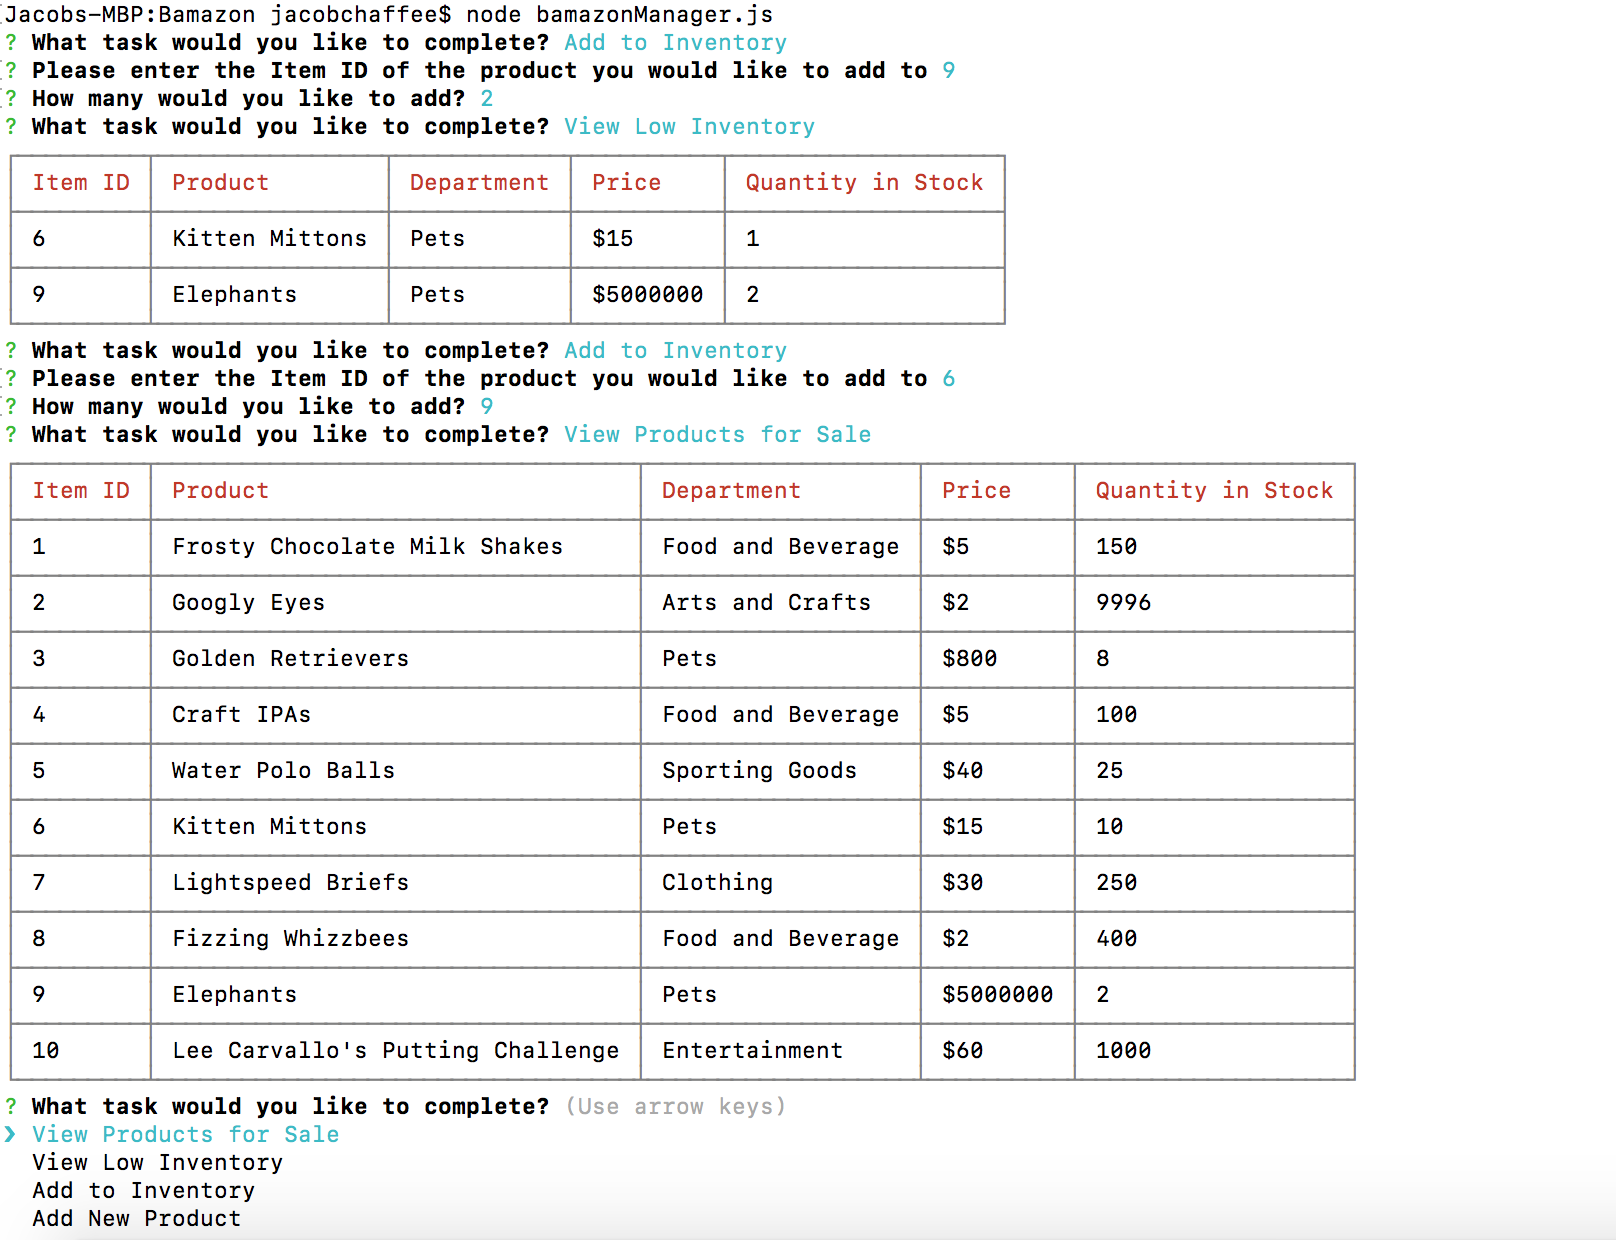 Jacobs-MBP:Bamazon jacobchaffee$ node bamazonManager.js
? What task would you like to complete? Add to Inventory
? Please enter the Item ID of the product you would like to add to 9
? How many would you like to add? 2
? What task would you like to complete? View Low Inventory
Item ID Product Department Price Quantity in Stock
6 Kitten Mittons Pets $15 1
9 Elephants Pets $5000000 2
? What task would you like to complete? Add to Inventory
? Please enter the Item ID of the product you would like to add to 6
? How many would you like to add? 9
? What task would you like to complete? View Products for Sale
Item ID Product Department Price Quantity in Stock
1 Frosty Chocolate Milk Shakes Food and Beverage $5 150
2 Googly Eyes Arts and Crafts $2 9996
3 Golden Retrievers Pets $800 8
4 Craft IPAs Food and Beverage $5 100
5 Water Polo Balls Sporting Goods $40 25
6 Kitten Mittons Pets $15 10
7 Lightspeed Briefs Clothing $30 250
8 Fizzing Whizzbees Food and Beverage $2 400
9 Elephants Pets $5000000 2
10 Lee Carvallo's Putting Challenge Entertainment $60 1000
? What task would you like to complete? (Use arrow keys)
❯ View Products for Sale
View Low Inventory
Add to Inventory
Add New Product